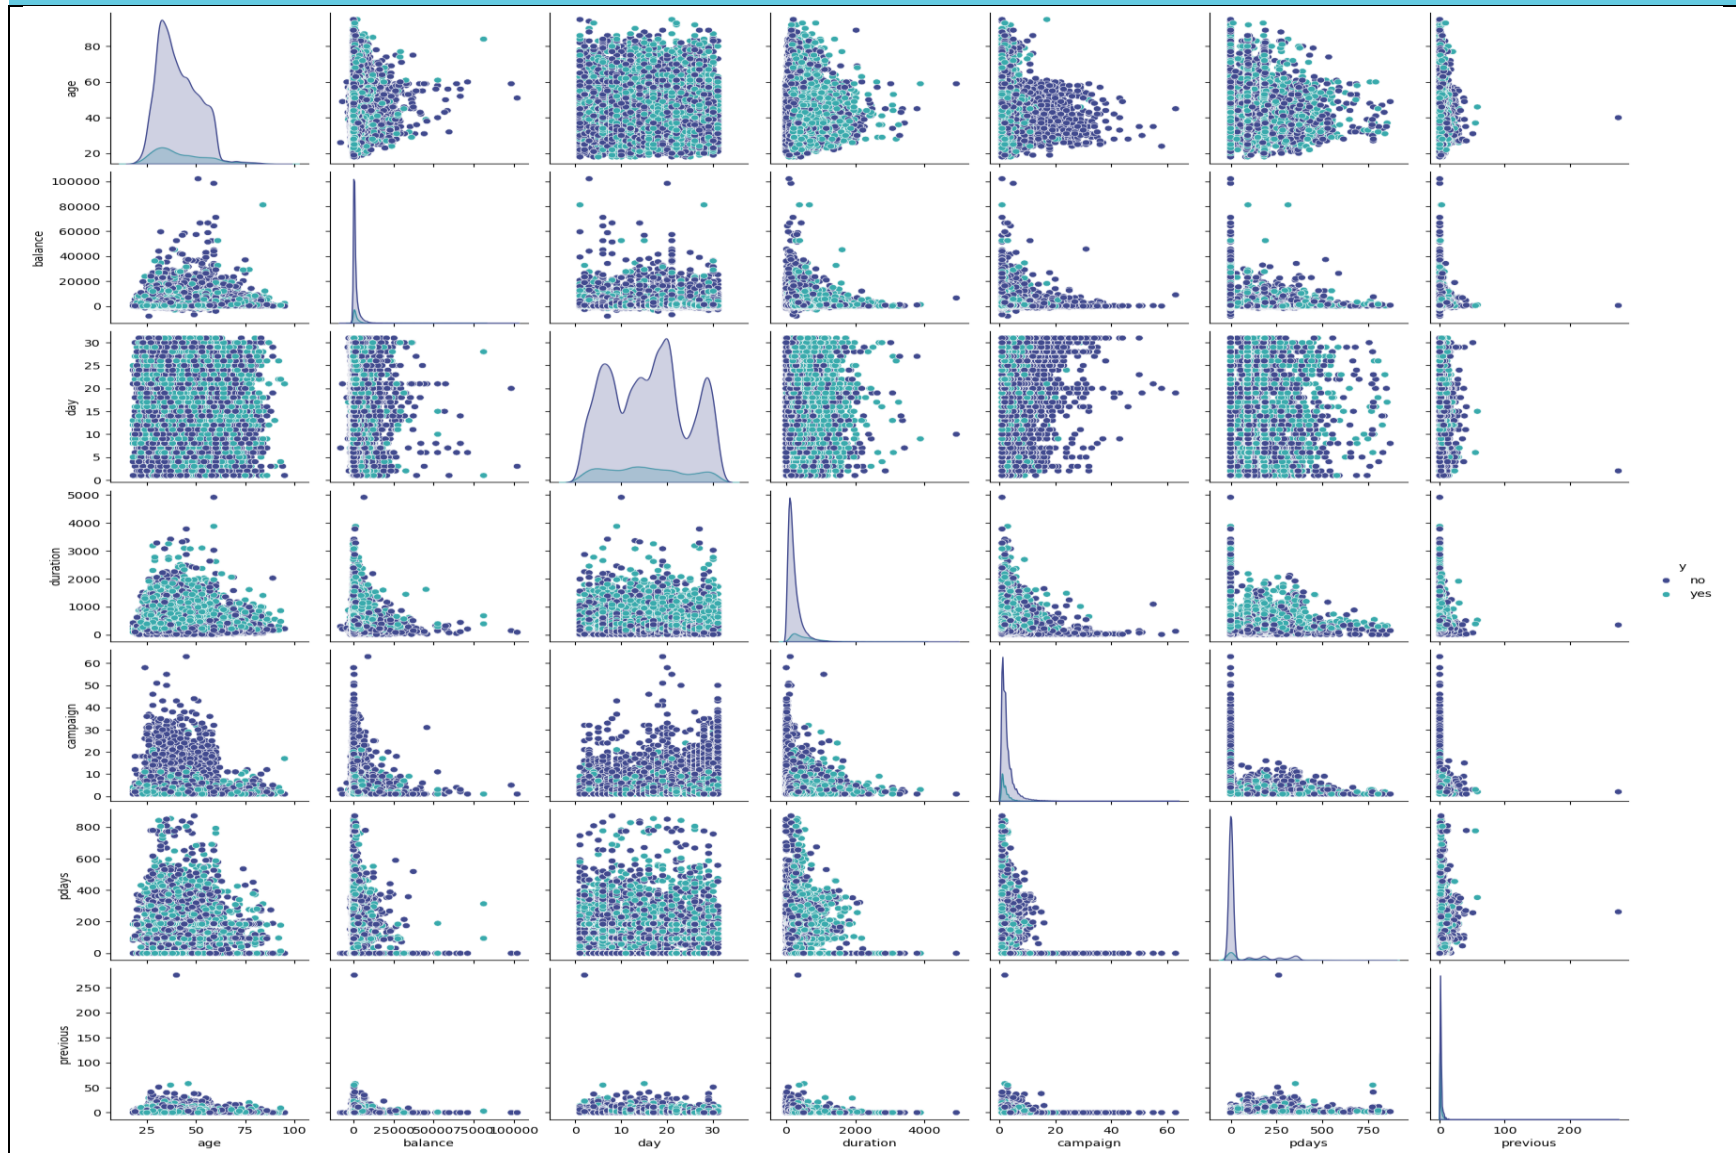 80
60
40
20
age
100000
80000
60000
40000
20000
0
balance
30
25
20
15
10
5
0
day
5000
4000
3000
2000
1000
0
duration
y
no
yes
60
50
40
30
20
10
0
campaign
800
600
400
200
0
pdays
250
200
150
100
50
0
previous
25 50 75 100
0 25000 50000 75000 100000
0 10 20 30
0 2000 4000
0 20 40 60
0 250 500 750
0 100 200
age balance day duration campaign pdays previous